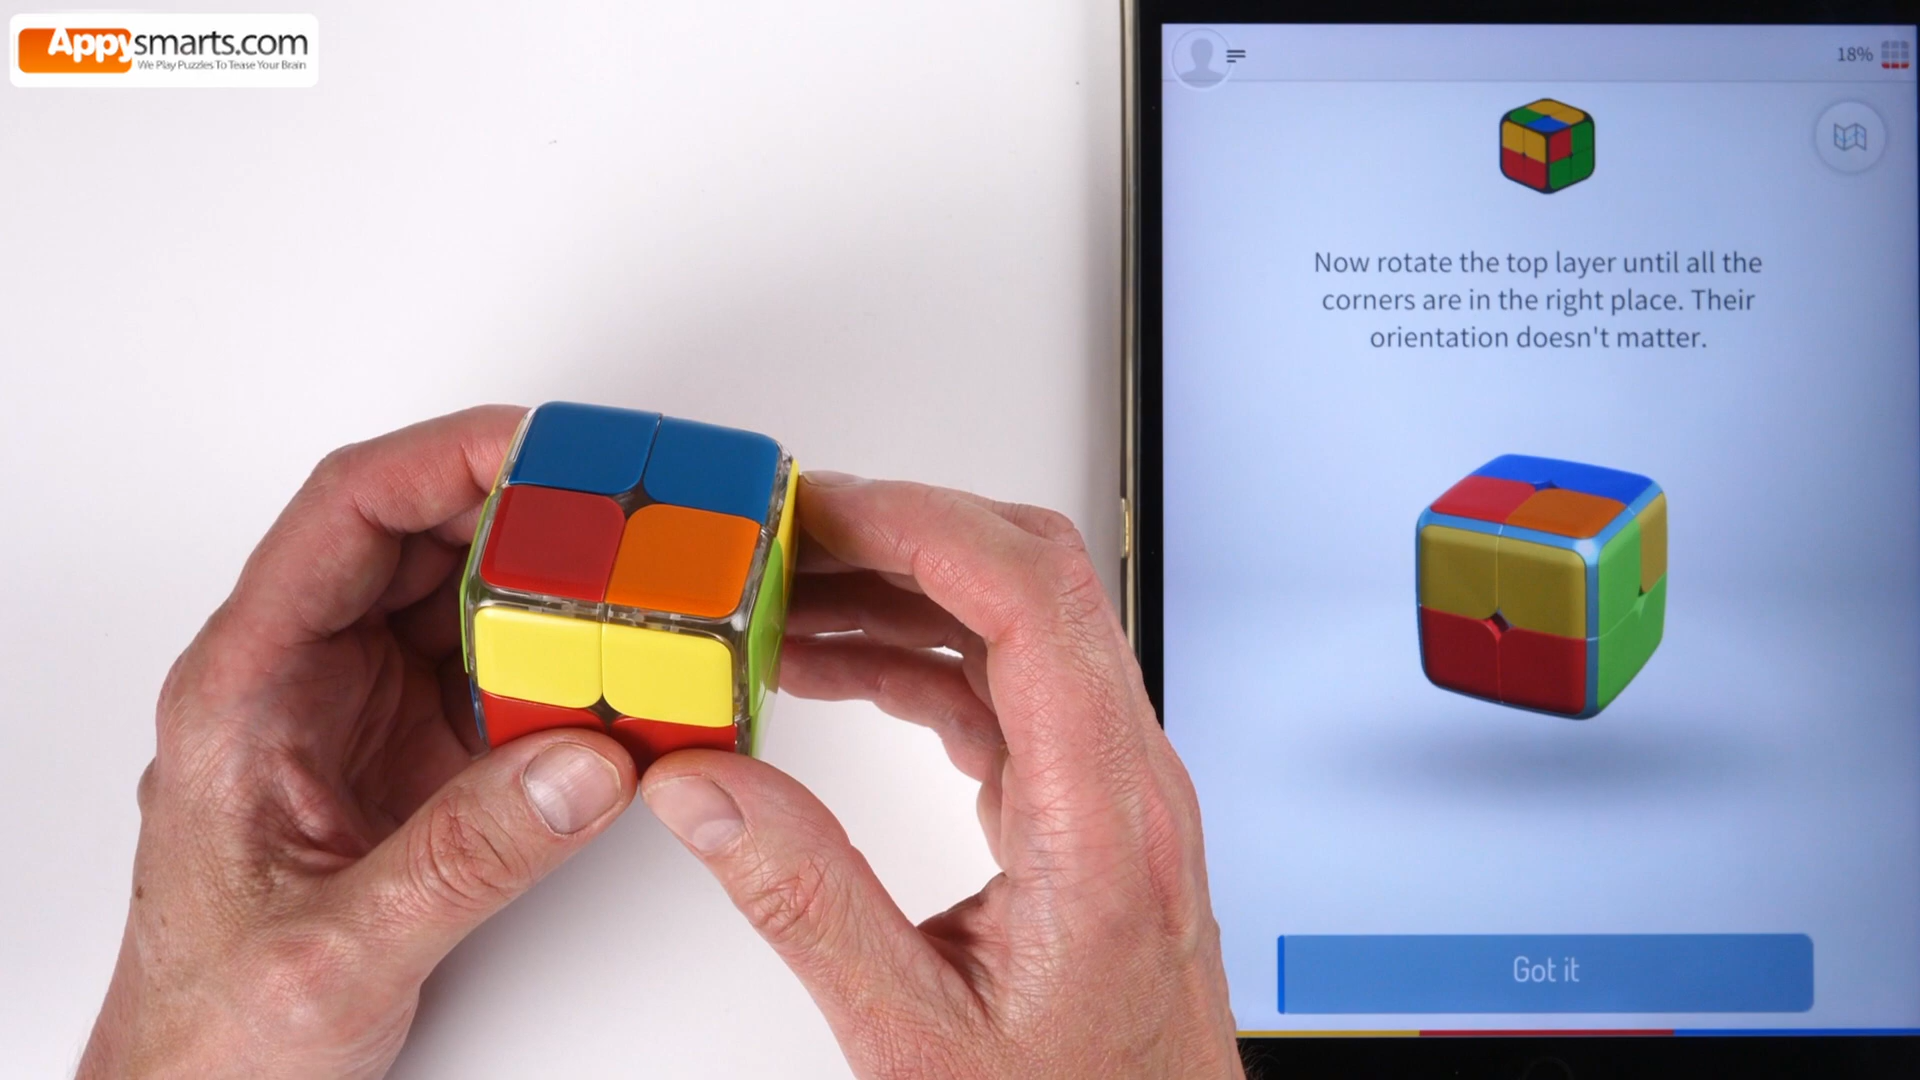 Appysmarts.com
We Play Puzzles To Tease Your Brain
18%
Now rotate the top layer until all the
corners are in the right place. Their
orientation doesn't matter.
Got it